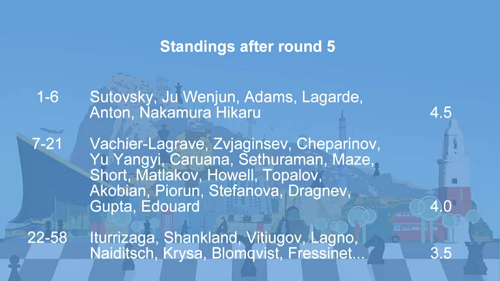 Standings after round 5
1-6 Sutovsky, Ju Wenjun, Adams, Lagarde,
Anton, Nakamura Hikaru 4.5
7-21 Vachier-Lagrave, Zvjaginsev, Cheparinov,
Yu Yangyi, Caruana, Sethuraman, Maze,
Short, Matlakov, Howell, Topalov,
Akobian, Piorun, Stefanova, Dragnev,
Gupta, Edouard 4.0
22-58 Iturrizaga, Shankland, Vitiugov, Lagno,
Naiditsch, Krysa, Blomqvist, Fressinet... 3.5